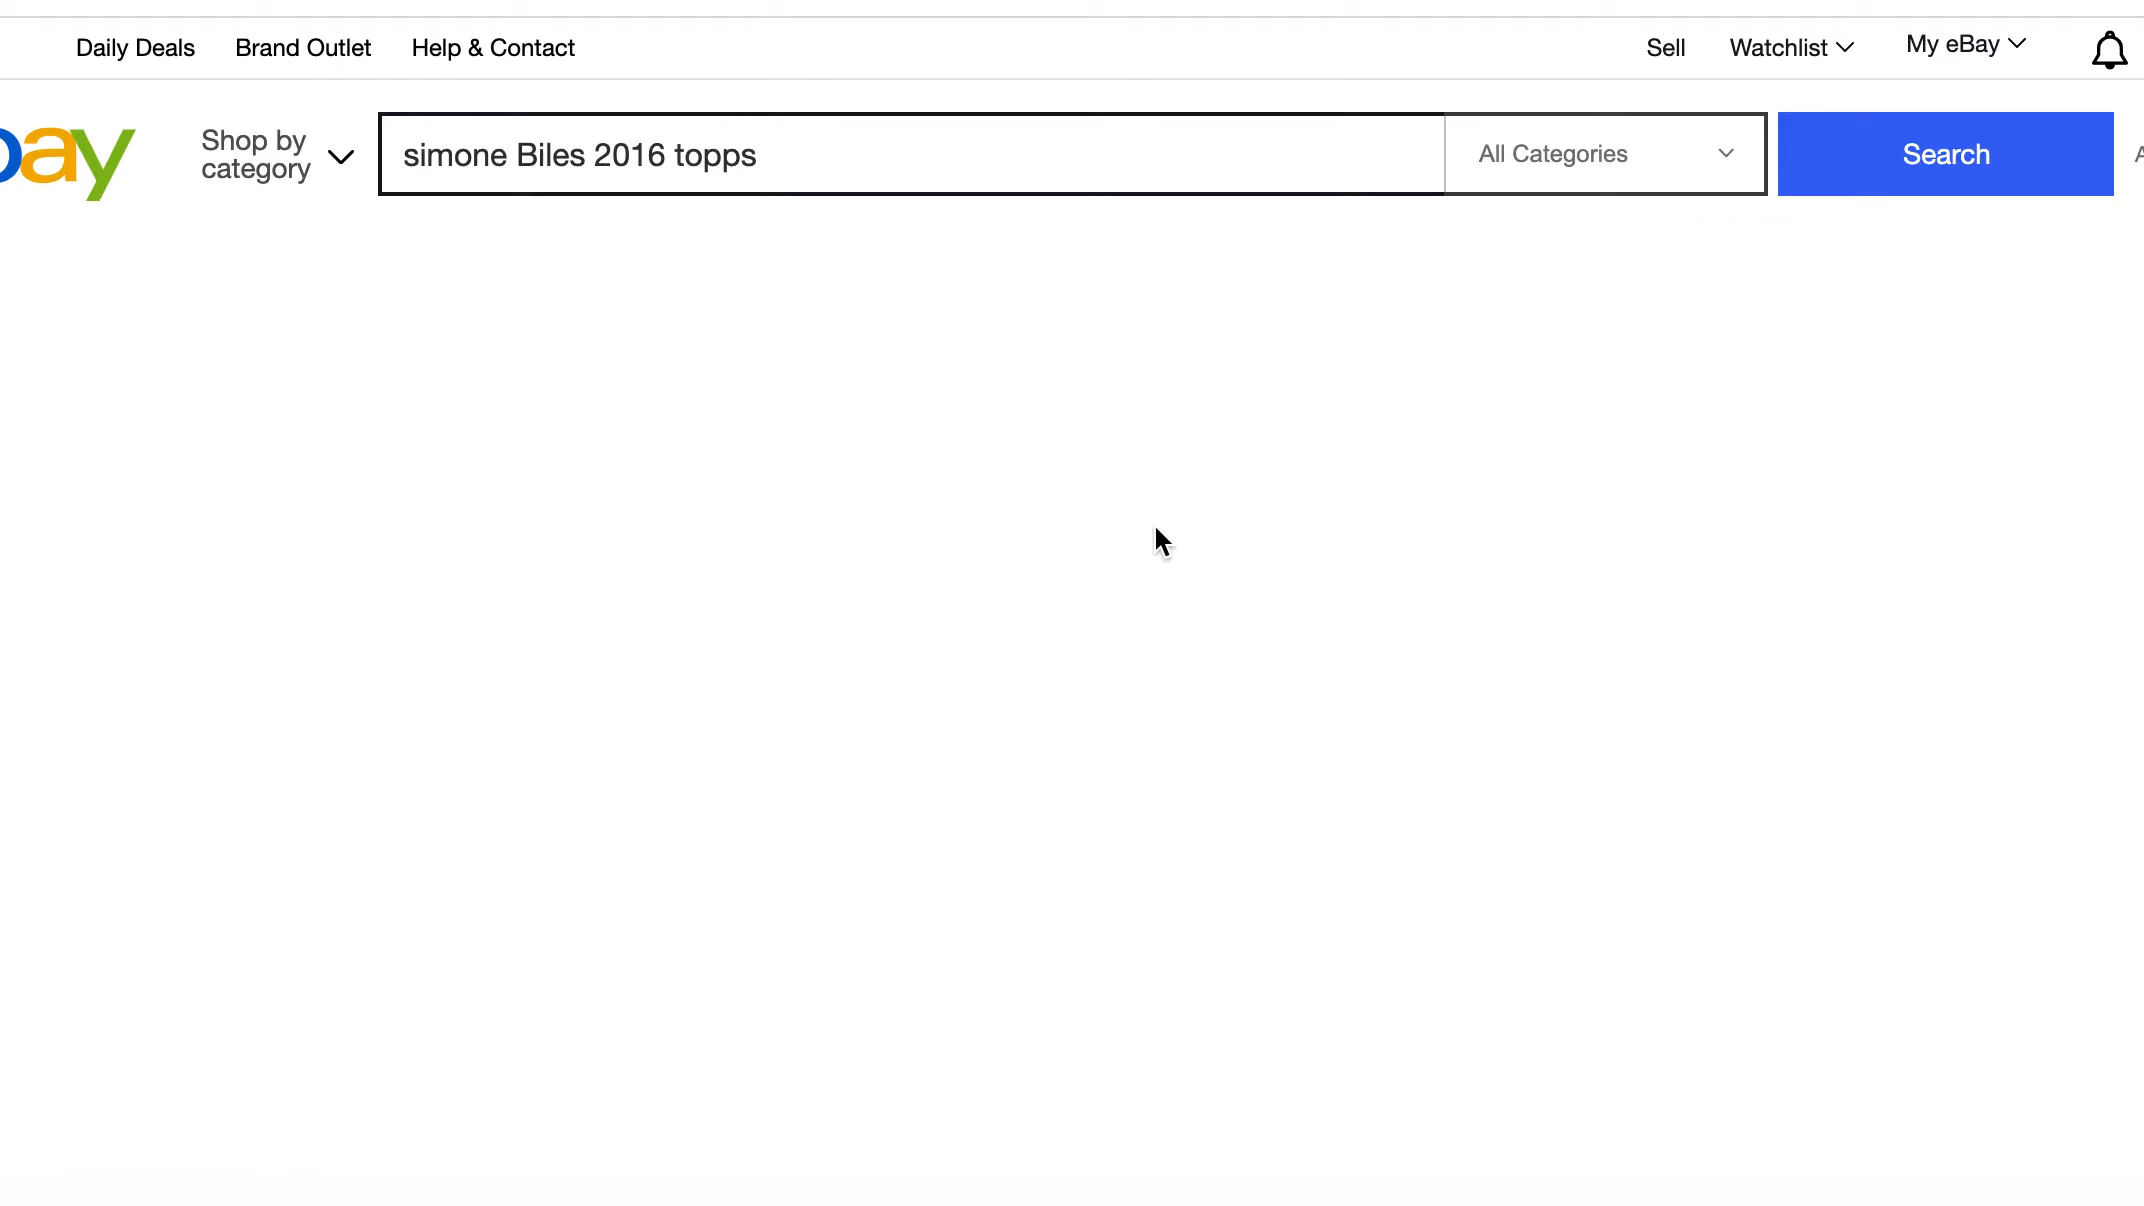 Daily Deals Brand Outlet Help & Contact Sell Watchlist My eBay
bay
Shop by
category
simone Biles 2016 topps
All Categories
Search